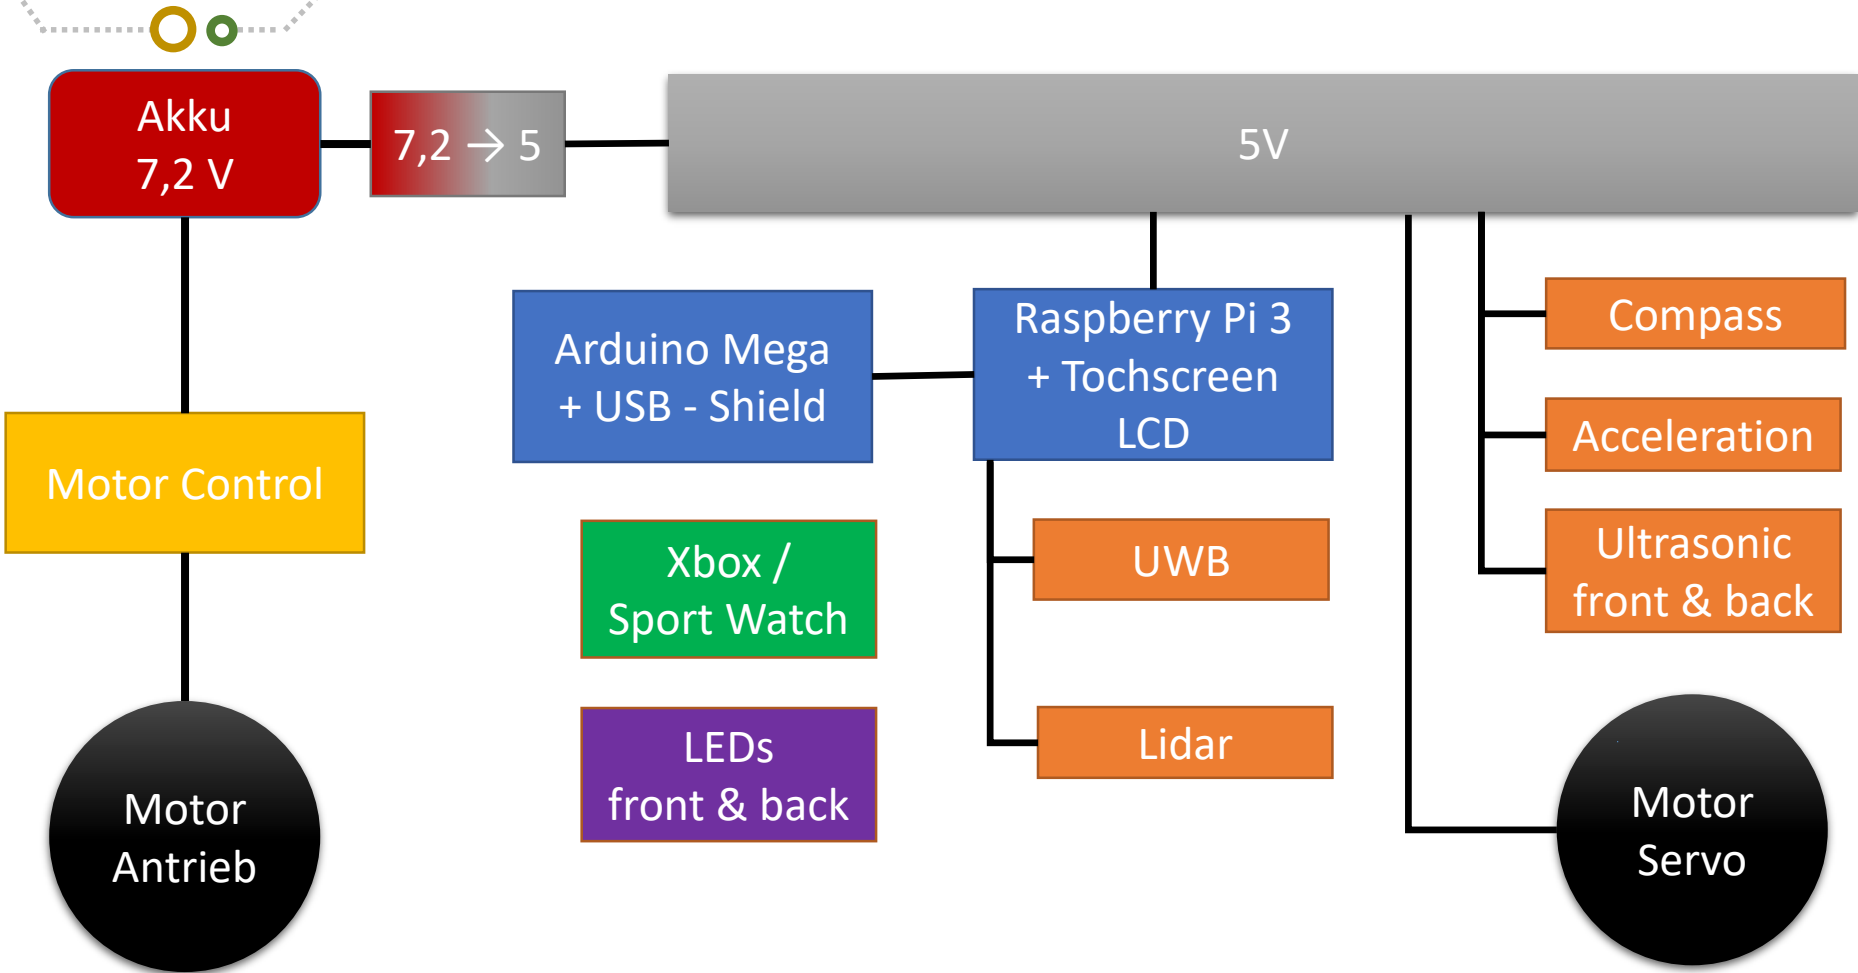 Akku
7,2 V
7,2 → 5
5V
Arduino Mega
+ USB - Shield
Raspberry Pi 3
+ Tochscreen
LCD
Compass
Acceleration
Ultrasonic
front & back
Motor Control
Xbox /
Sport Watch
UWB
LEDs
front & back
Lidar
Motor
Antrieb
Motor
Servo